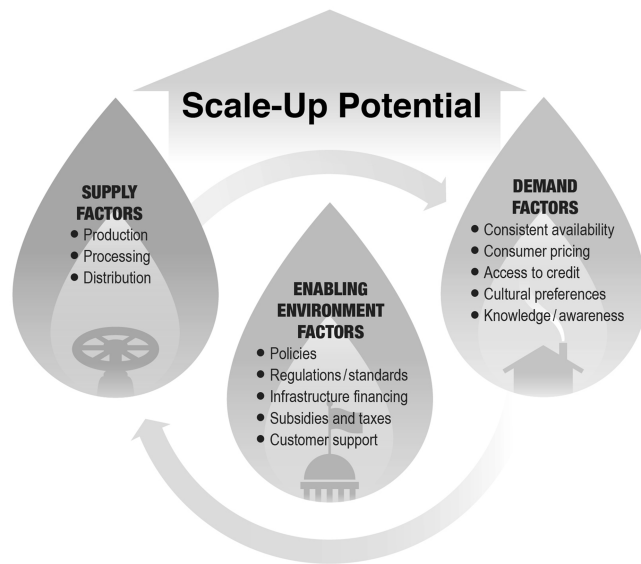 Scale-Up Potential
SUPPLY
FACTORS
• Production
• Processing
• Distribution
ENABLING
ENVIRONMENT
FACTORS
• Policies
• Regulations/standards
• Infrastructure financing
• Subsidies and taxes
• Customer support
DEMAND
FACTORS
• Consistent availability
• Consumer pricing
• Access to credit
• Cultural preferences
• Knowledge/awareness